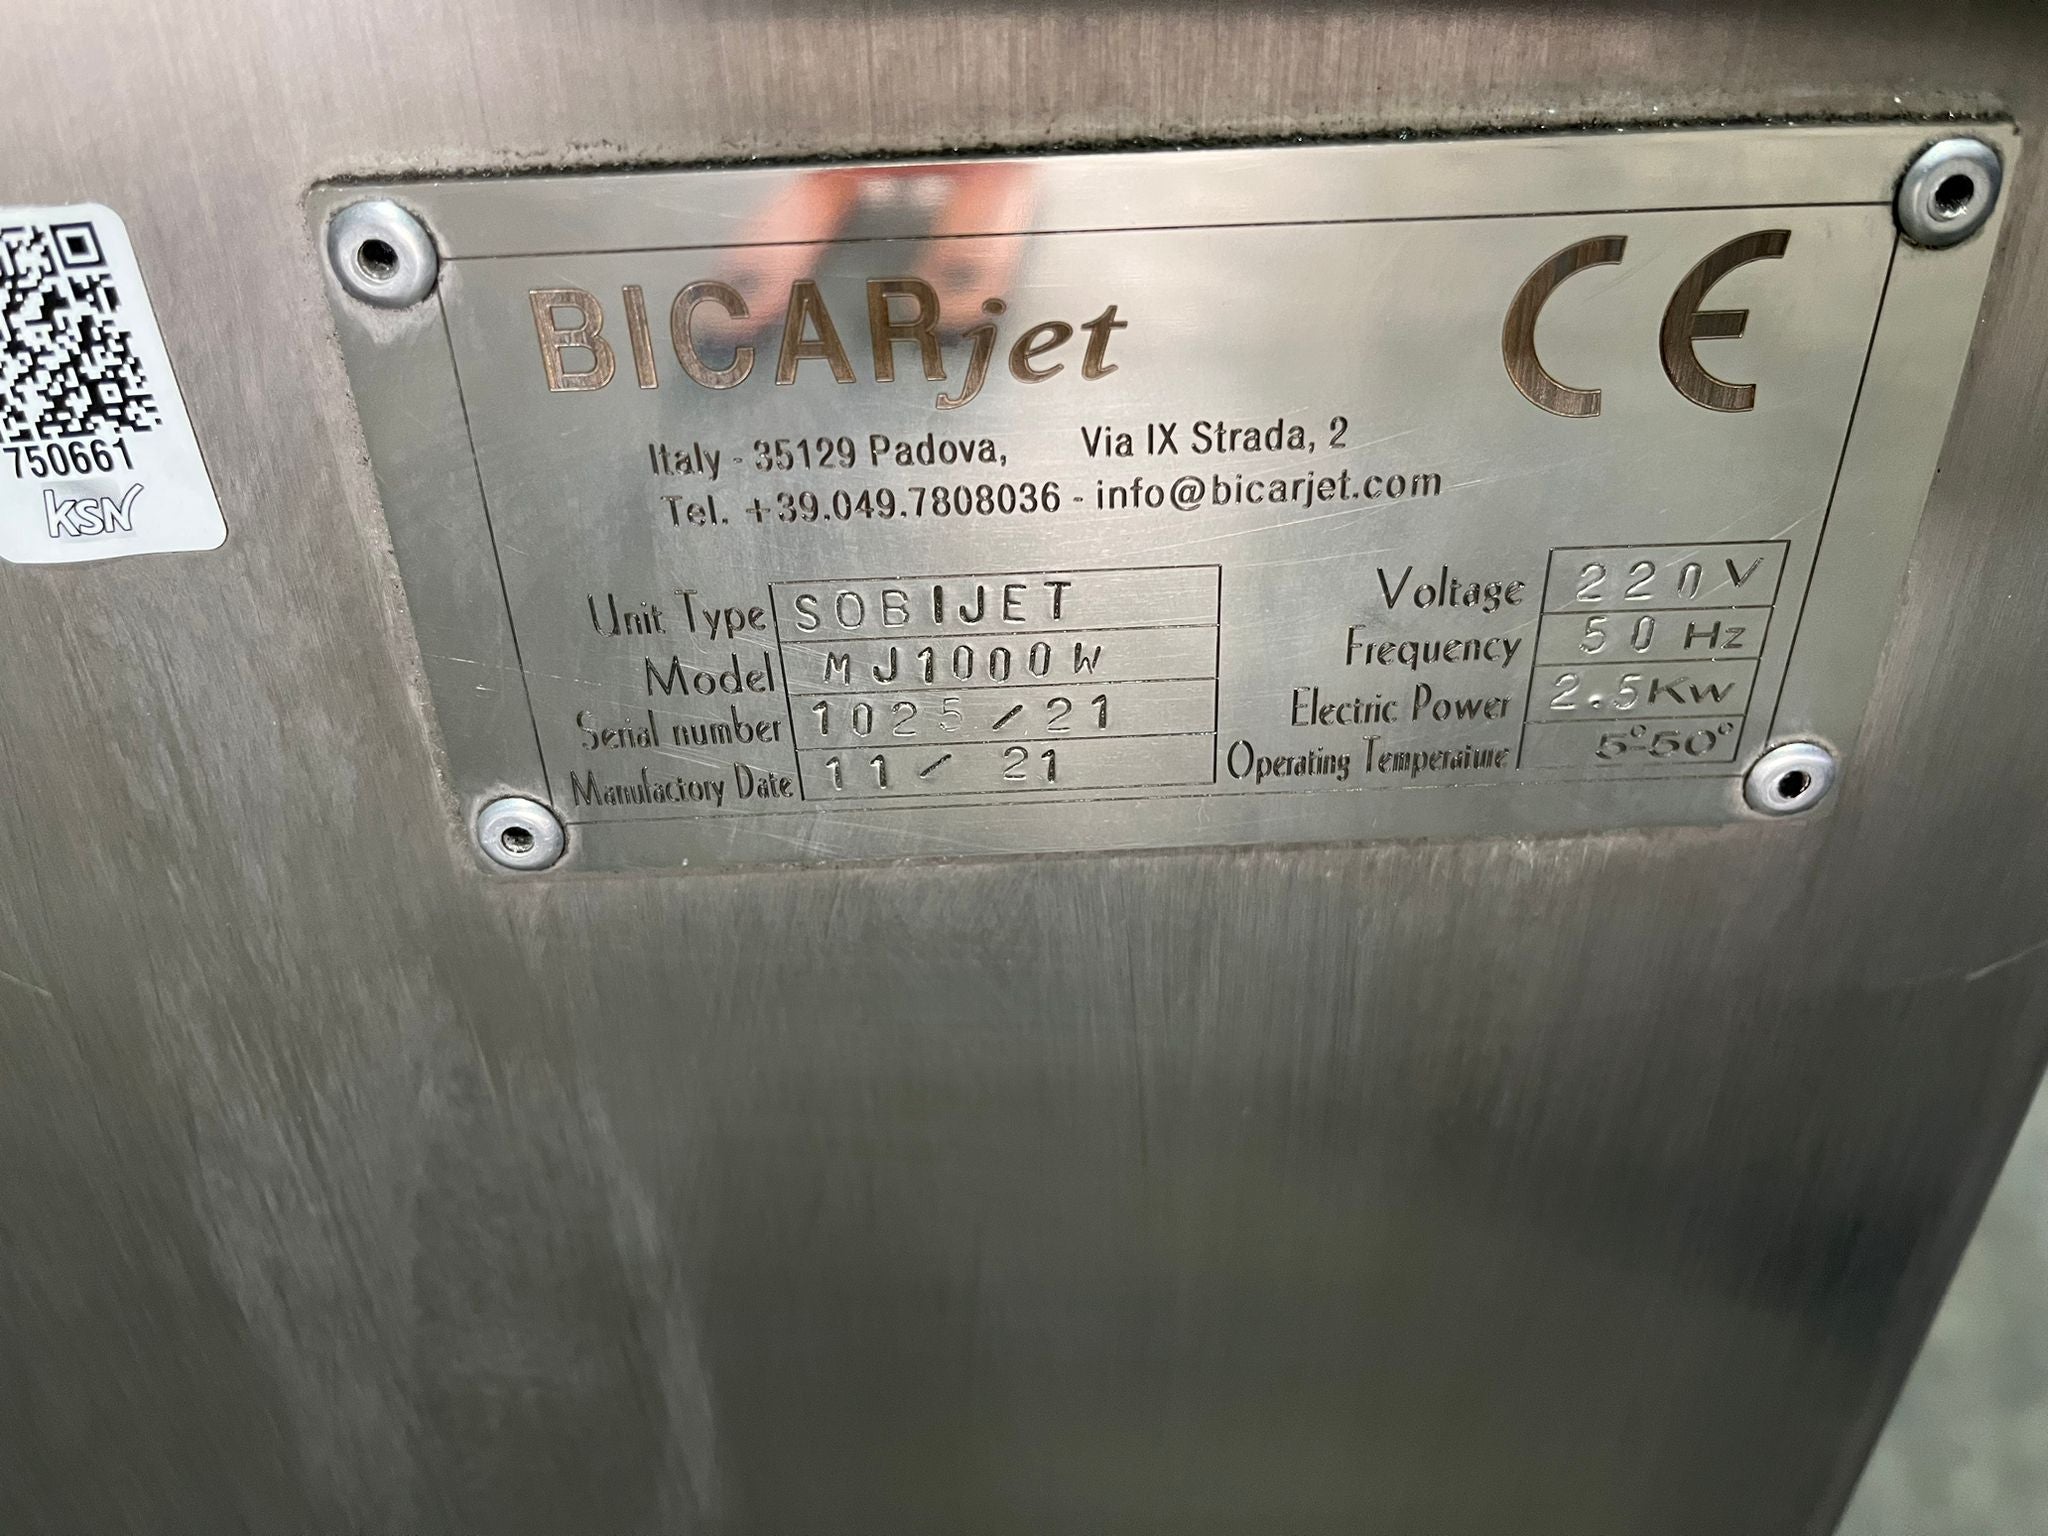 BICARjet
CE
Italy - 35129 Padova, Via IX Strada, 2
Tel. +39.049.7808036 - info@bicarjet.com
Unit Type SOBIJET
Model MJ1000W
Serial number 1025/21
Manufactory Date 11/ 21
Voltage 220V
Frequency 50 Hz
Electric Power 2.5Kw
Operating Temperature 5°-50°
750661
KSN